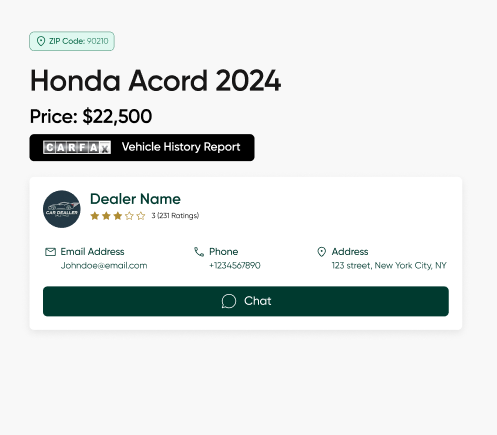 ZIP Code: 90210
Honda Acord 2024
Price: $22,500
CARFAX Vehicle History Report
CAR DEALLER
Dealer Name
3 (231 Ratings)
Email Address
Johndoe@email.com
Phone
+1234567890
Address
123 street, New York City, NY
Chat